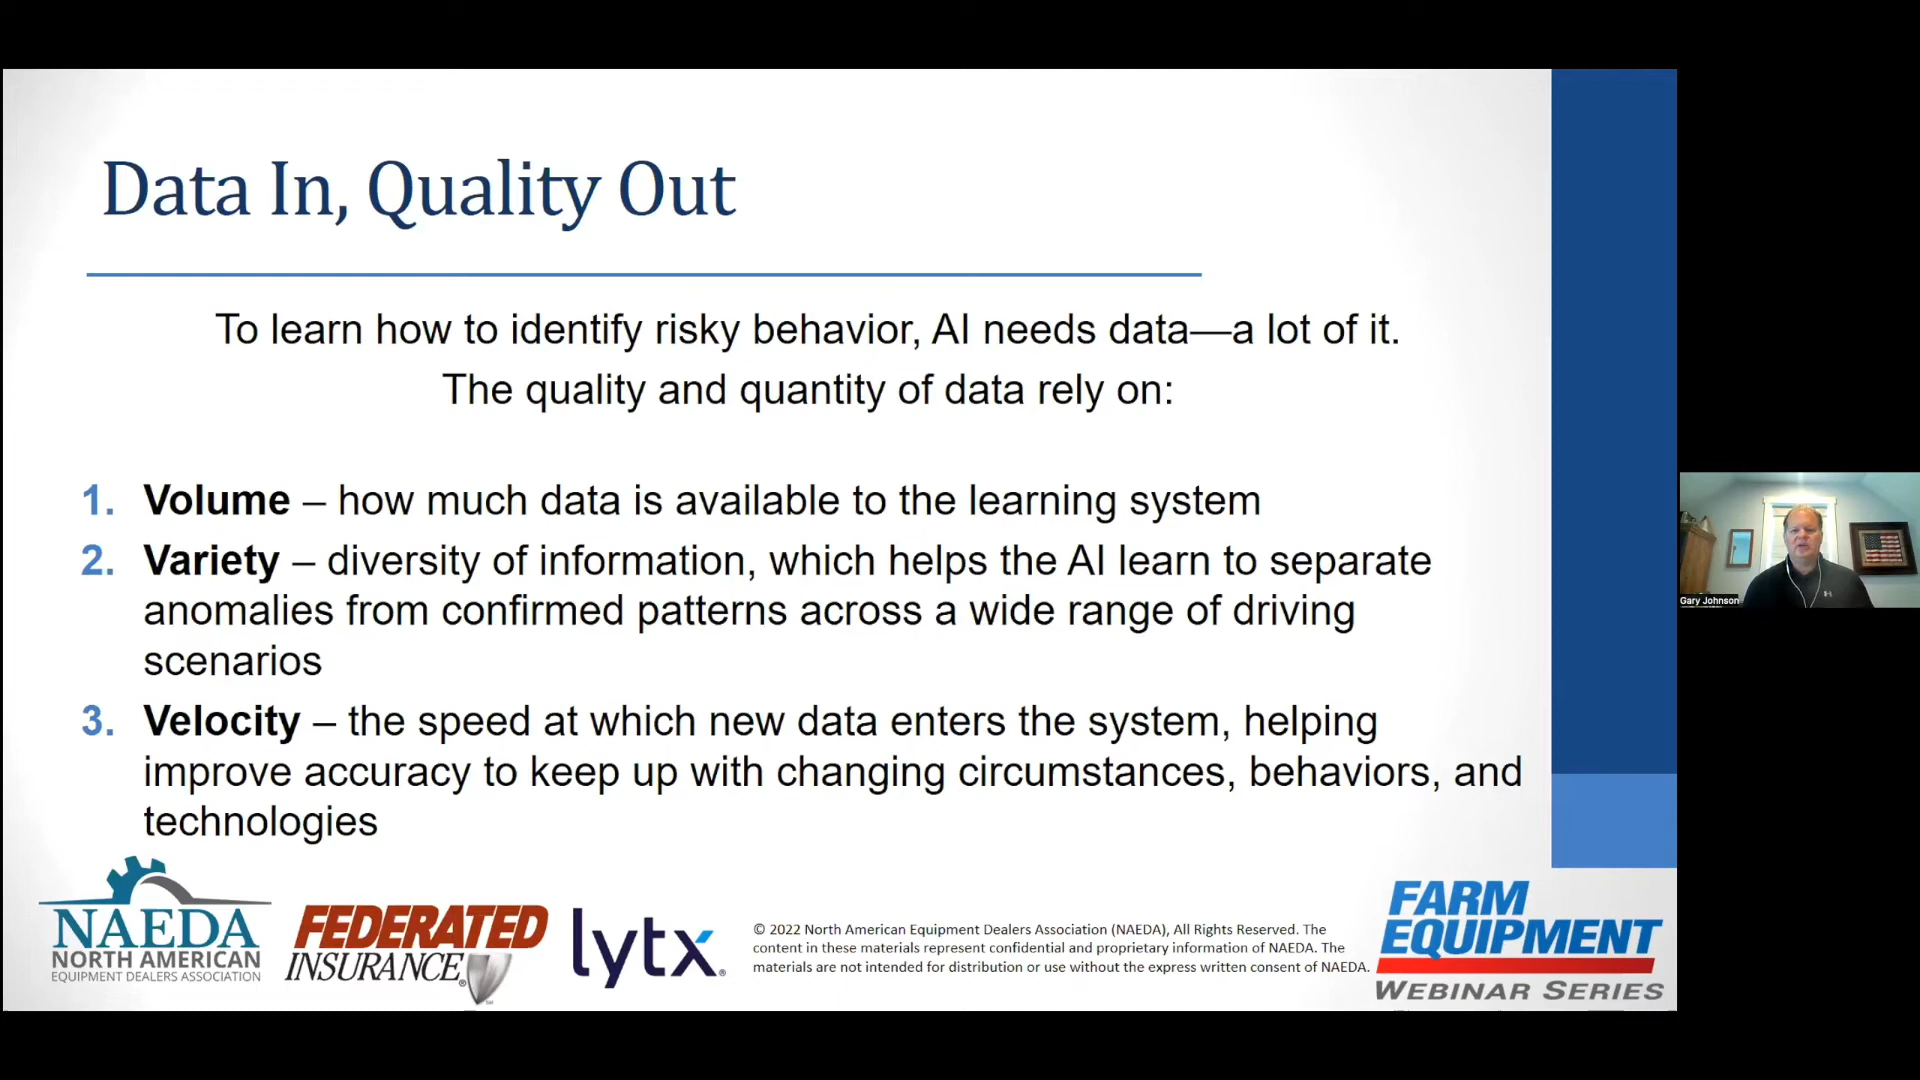 Data In, Quality Out
To learn how to identify risky behavior, AI needs data—a lot of it.
The quality and quantity of data rely on:
1. Volume – how much data is available to the learning system
2. Variety – diversity of information, which helps the AI learn to separate
anomalies from confirmed patterns across a wide range of driving
scenarios
3. Velocity – the speed at which new data enters the system, helping
improve accuracy to keep up with changing circumstances, behaviors, and
technologies
NAEDA
NORTH AMERICAN
EQUIPMENT DEALERS ASSOCIATION
FEDERATED
INSURANCE®
lytx®
© 2022 North American Equipment Dealers Association (NAEDA), All Rights Reserved. The
content in these materials represent confidential and proprietary information of NAEDA. The
materials are not intended for distribution or use without the express written consent of NAEDA.
FARM
EQUIPMENT
WEBINAR SERIES
Gary Johnson